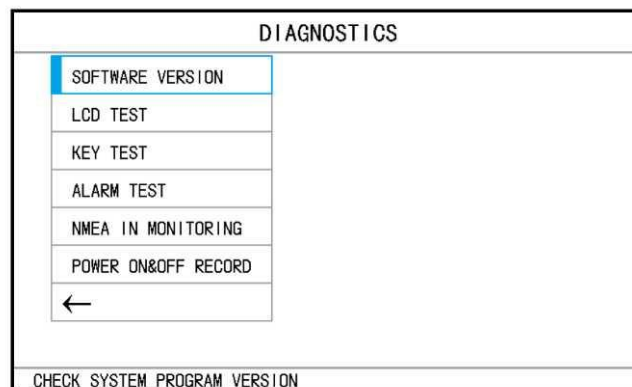 DIAGNOSTICS
SOFTWARE VERSION
LCD TEST
KEY TEST
ALARM TEST
NMEA IN MONITORING
POWER ON&OFF RECORD
←
CHECK SYSTEM PROGRAM VERSION